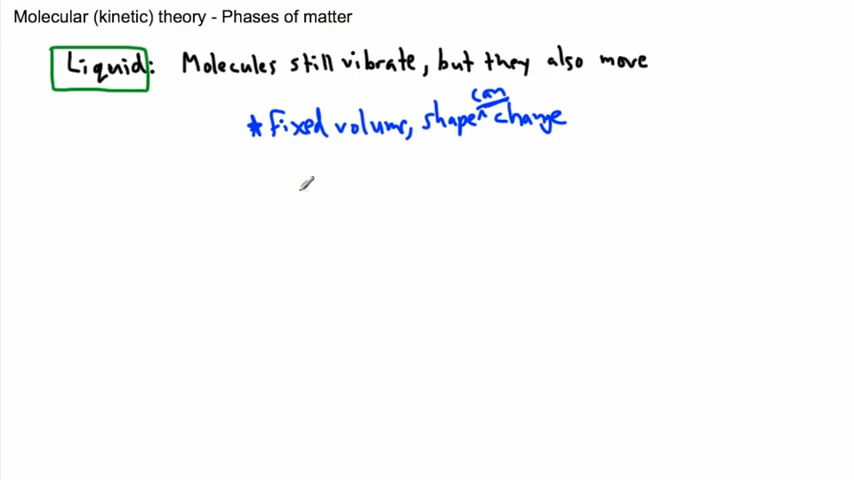 Molecular (kinetic) theory - Phases of matter
Liquid: Molecules still vibrate, but they also move
* Fixed volume, shape ^can change